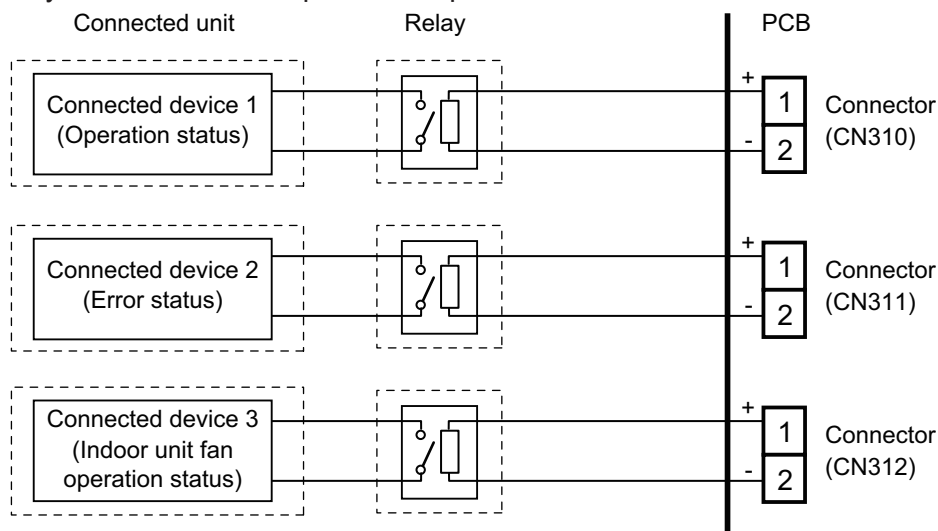 Connected unit
Relay
PCB
Connected device 1
(Operation status)
+
1
-
2
Connector
(CN310)
Connected device 2
(Error status)
+
1
-
2
Connector
(CN311)
Connected device 3
(Indoor unit fan
operation status)
+
1
-
2
Connector
(CN312)